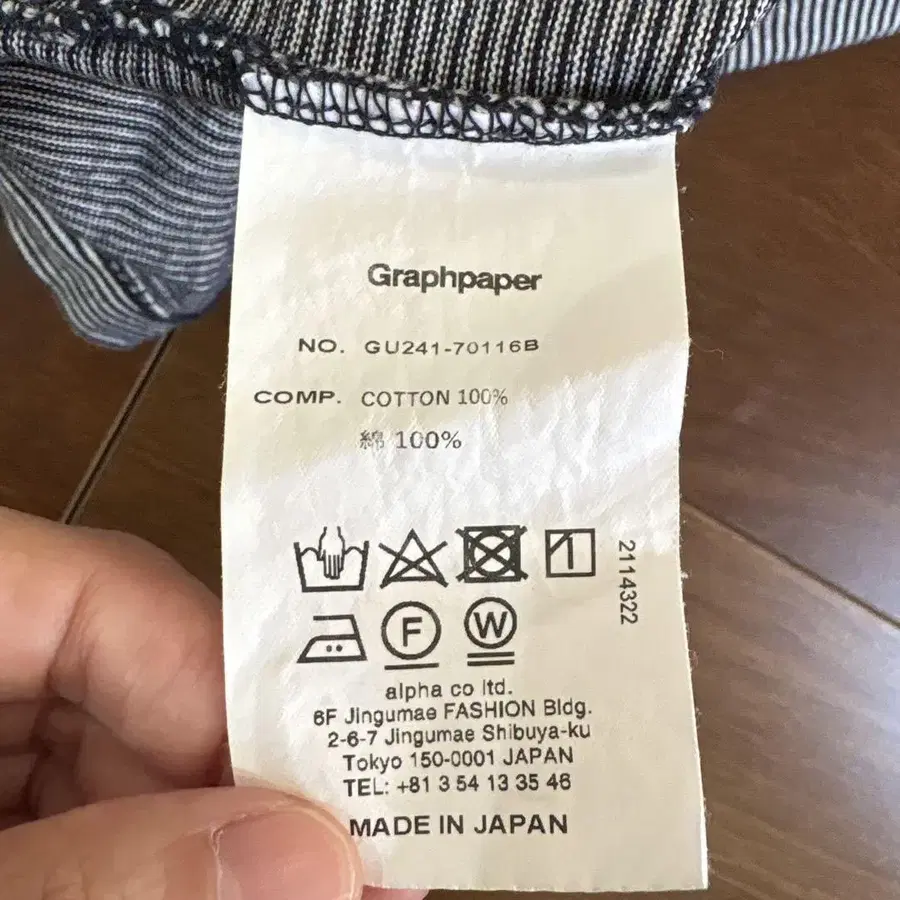 Graphpaper
NO. GU241-70116B
COMP. COTTON 100%
綿 100%
2114322
F W
alpha co ltd.
6F Jingumae FASHION Bldg.
2-6-7 Jingumae Shibuya-ku
Tokyo 150-0001 JAPAN
TEL: +81 3 54 13 35 46
MADE IN JAPAN